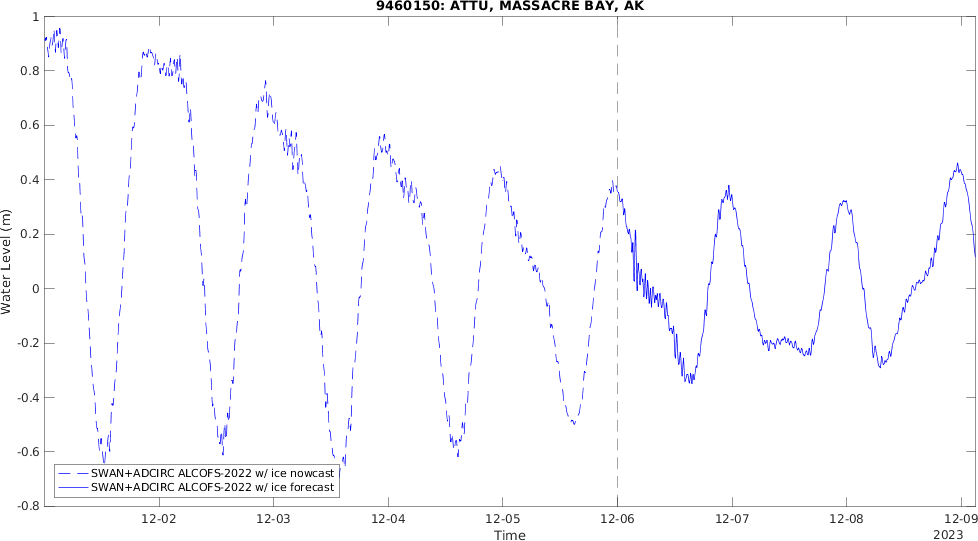 9460150: ATTU, MASSACRE BAY, AK
1
0.8
0.6
0.4
0.2
0
-0.2
-0.4
-0.6
-0.8
Water Level (m)
SWAN+ADCIRC ALCOFS-2022 w/ ice nowcast
SWAN+ADCIRC ALCOFS-2022 w/ ice forecast
12-02 12-03 12-04 12-05 12-06 12-07 12-08 12-09
Time
2023